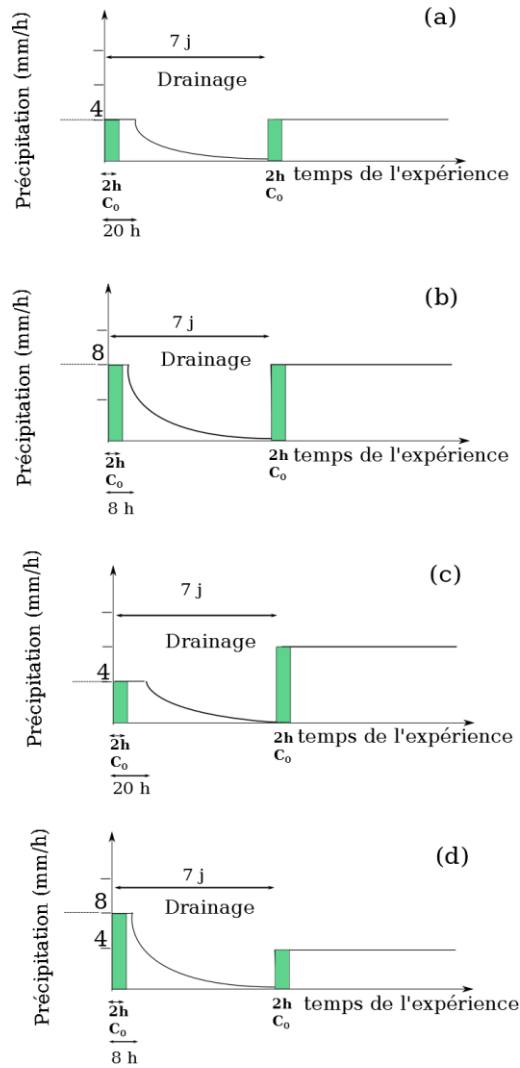 (a)
7 j
Drainage
Précipitation (mm/h)
4
2h
C₀
20 h
2h
C₀
temps de l'expérience
(b)
7 j
Drainage
Précipitation (mm/h)
8
2h
C₀
8 h
2h
C₀
temps de l'expérience
(c)
7 j
Drainage
Précipitation (mm/h)
4
2h
C₀
20 h
2h
C₀
temps de l'expérience
(d)
7 j
Drainage
Précipitation (mm/h)
8
4
2h
C₀
8 h
2h
C₀
temps de l'expérience